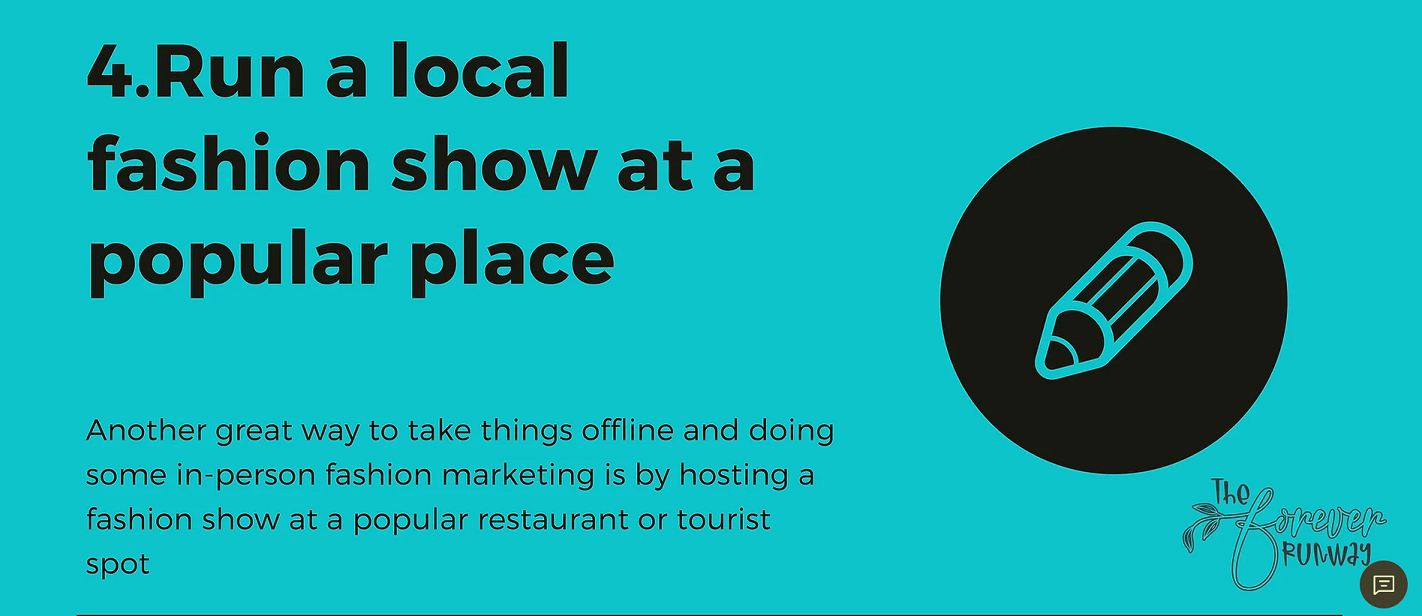 4.Run a local
fashion show at a
popular place
Another great way to take things offline and doing
some in-person fashion marketing is by hosting a
fashion show at a popular restaurant or tourist
spot
The
forever
RUNWAY